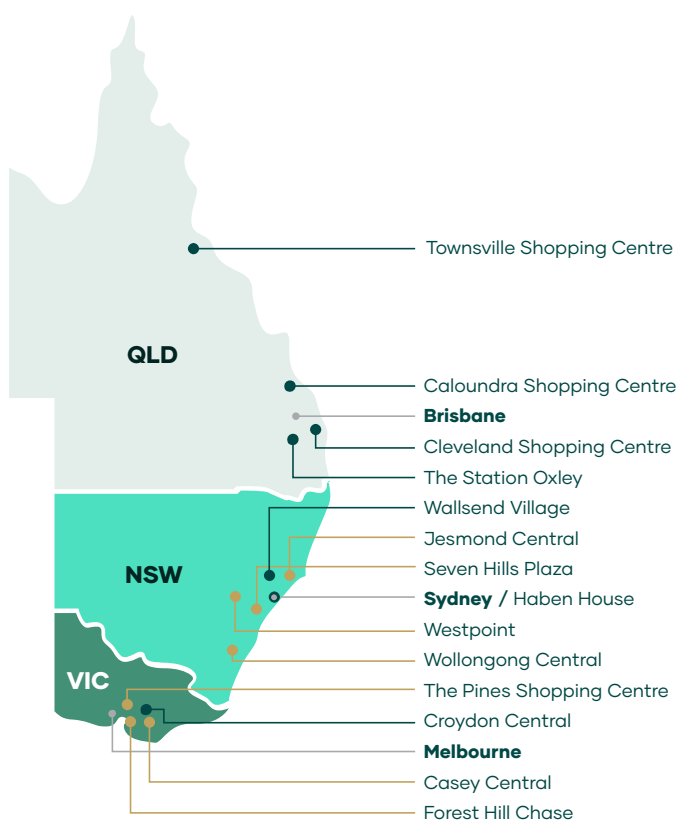 Townsville Shopping Centre
QLD
Caloundra Shopping Centre
Brisbane
Cleveland Shopping Centre
The Station Oxley
Wallsend Village
Jesmond Central
Seven Hills Plaza
NSW
Sydney / Haben House
Westpoint
Wollongong Central
VIC
The Pines Shopping Centre
Croydon Central
Melbourne
Casey Central
Forest Hill Chase